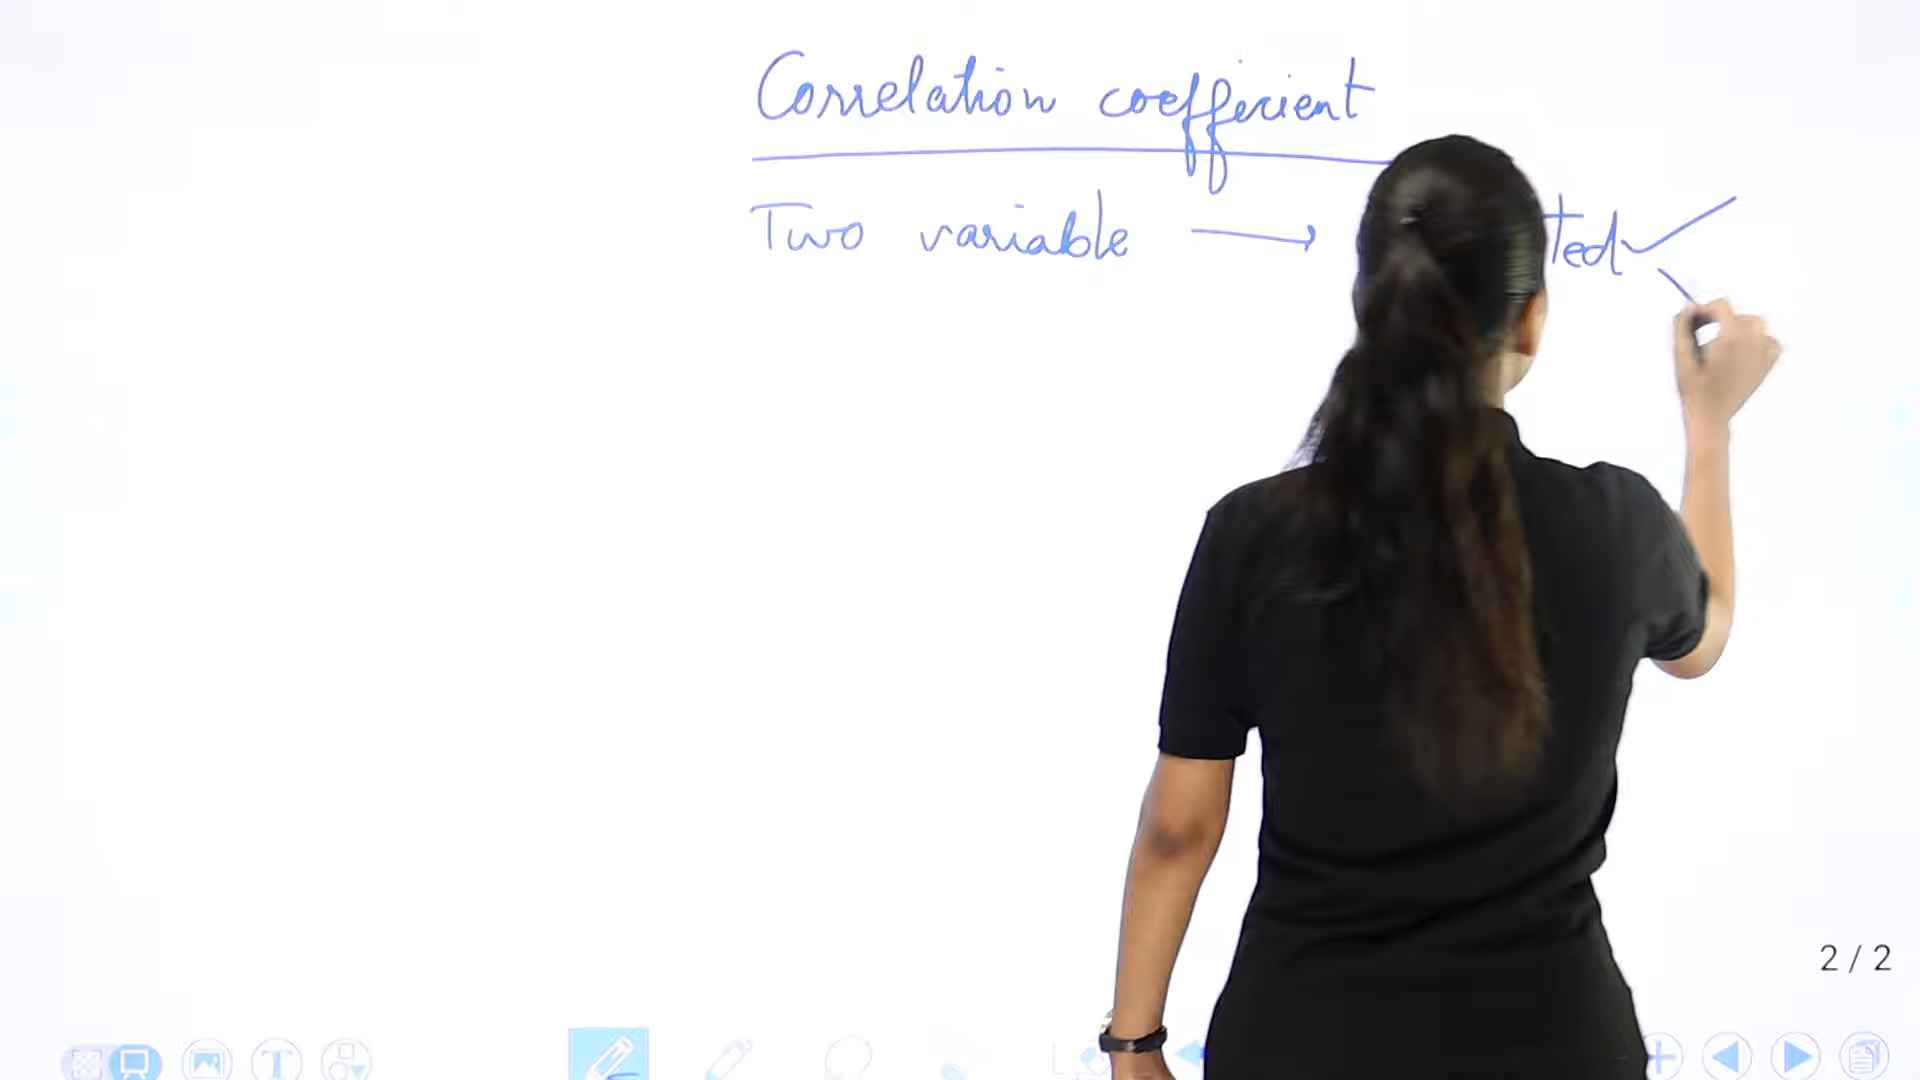 Correlation coefficient
Two variable → ted ✓
2 / 2
T